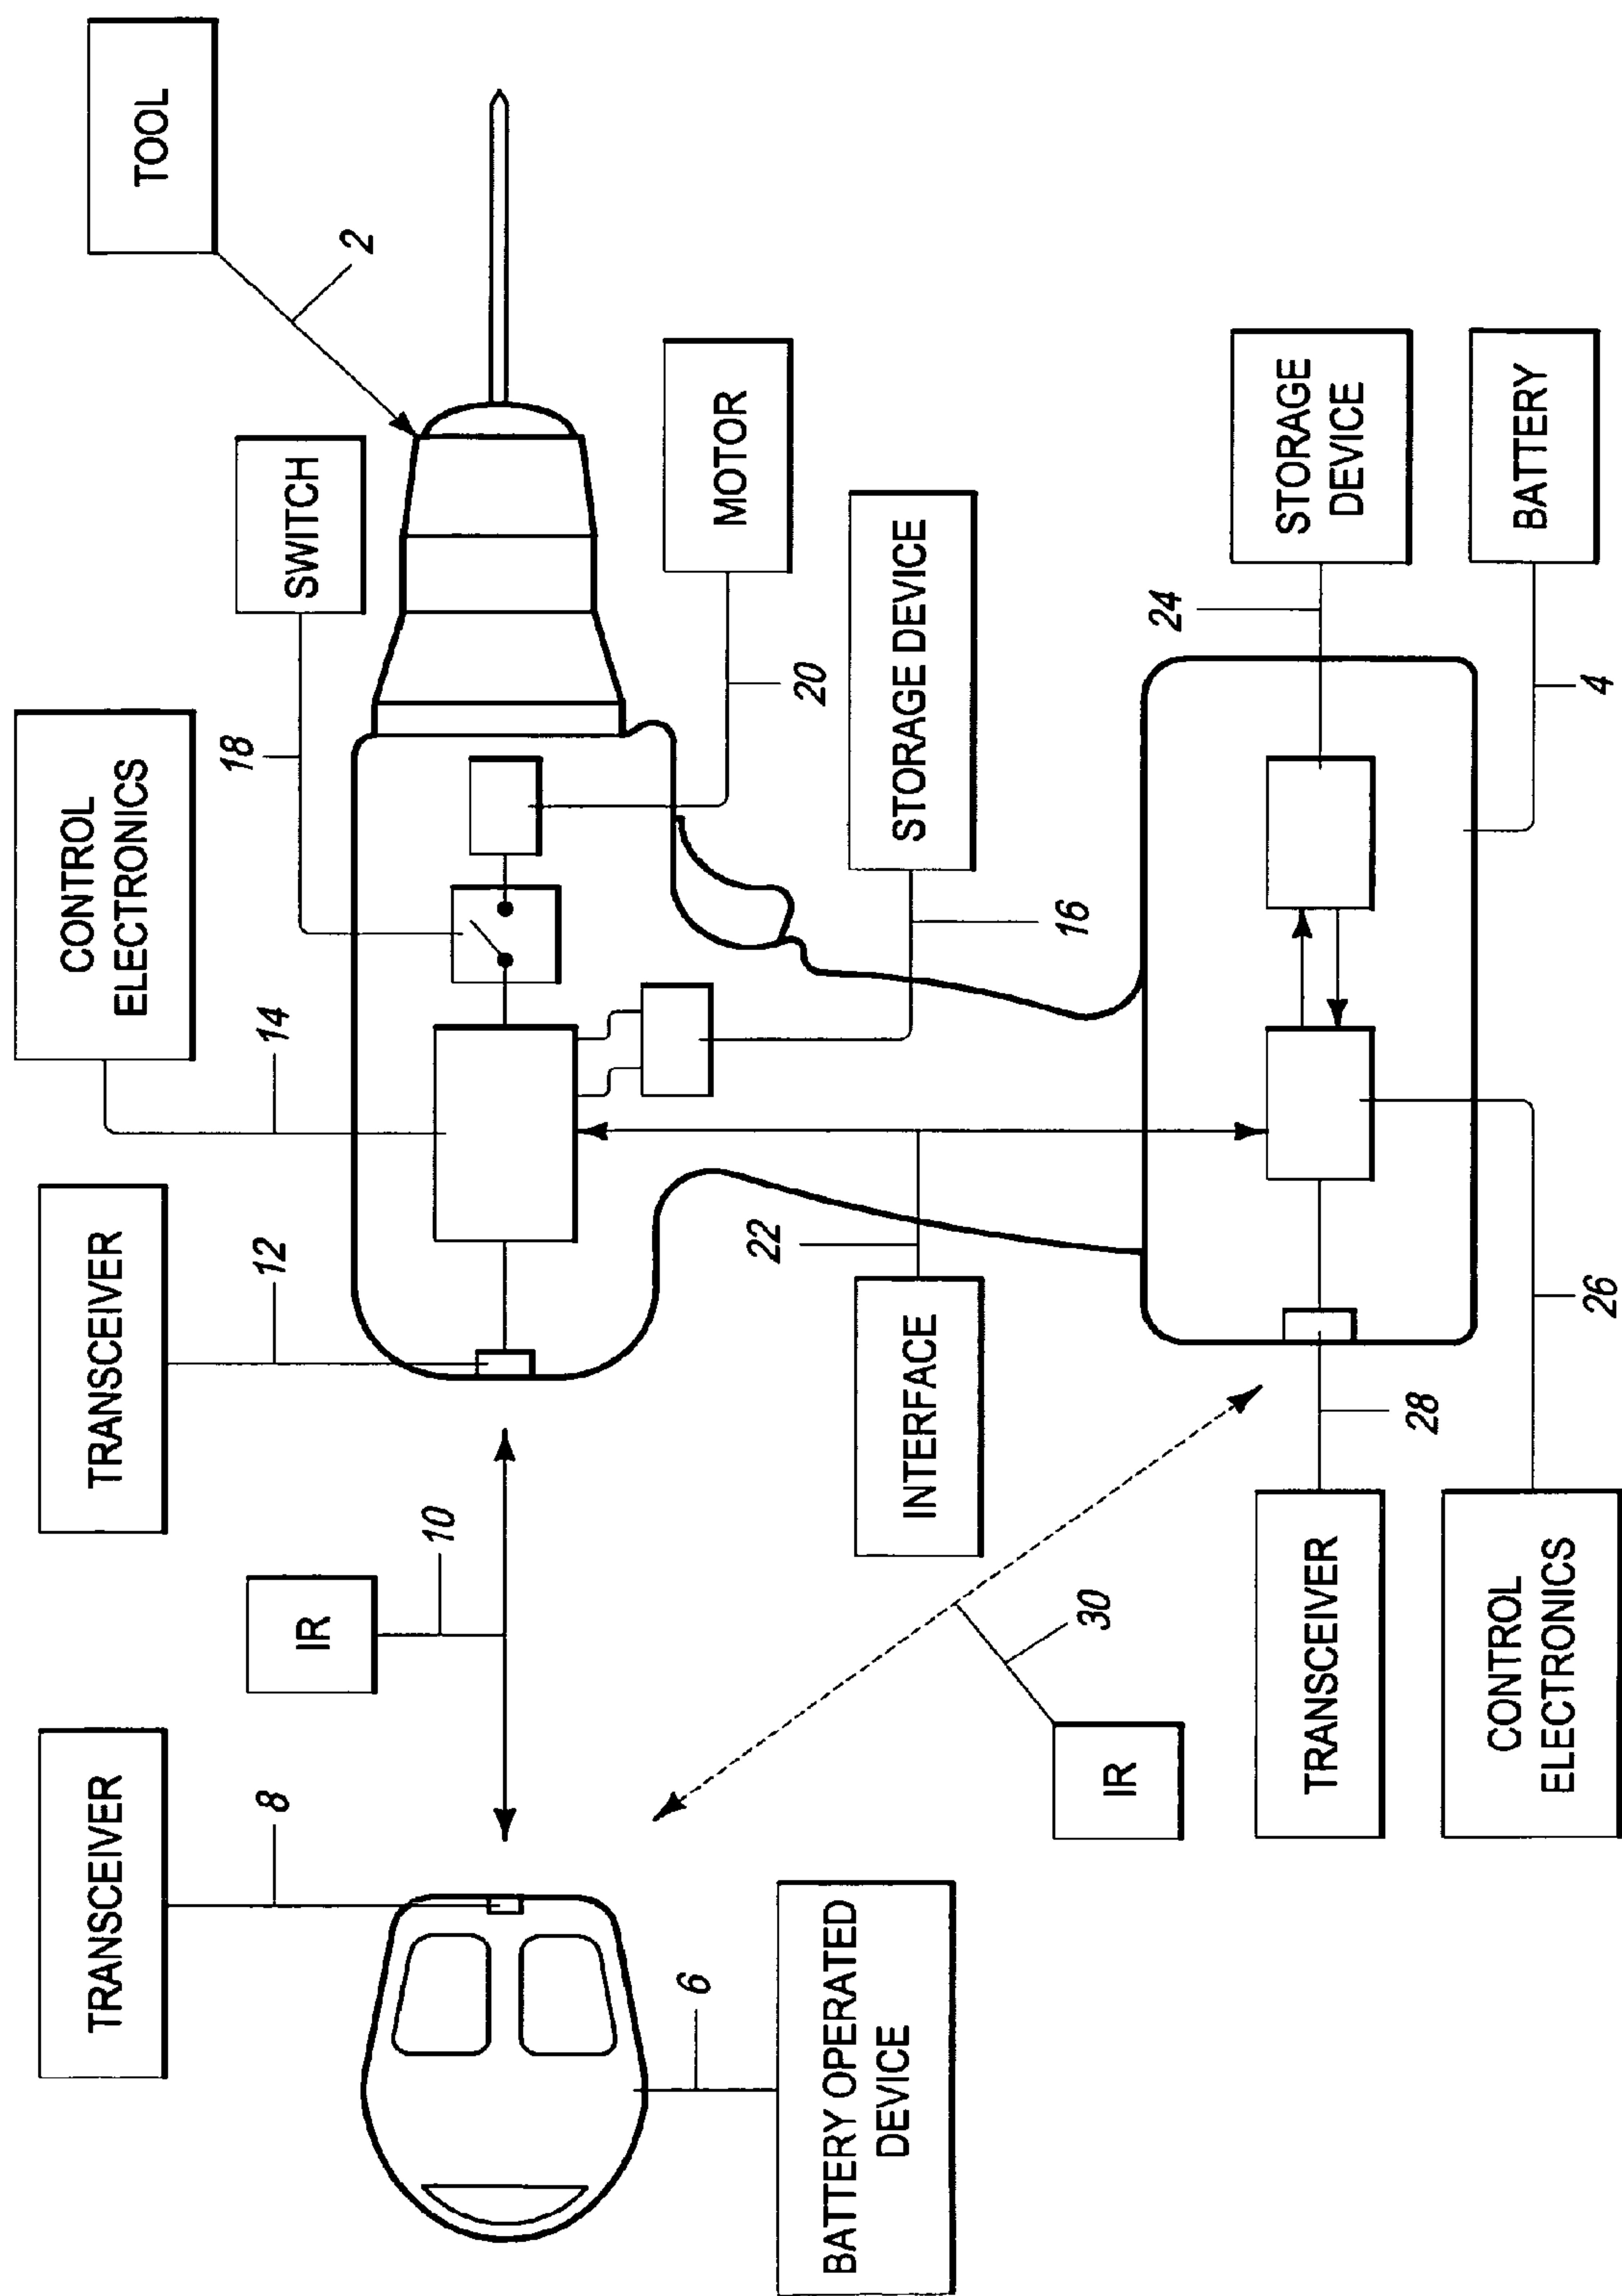 TOOL
2
SWITCH
18
MOTOR
20
CONTROL
ELECTRONICS
14
STORAGE DEVICE
16
STORAGE
DEVICE
24
BATTERY
4
TRANSCEIVER
12
IR
10
TRANSCEIVER
8
INTERFACE
22
BATTERY OPERATED
DEVICE
6
IR
30
TRANSCEIVER
28
CONTROL
ELECTRONICS
26